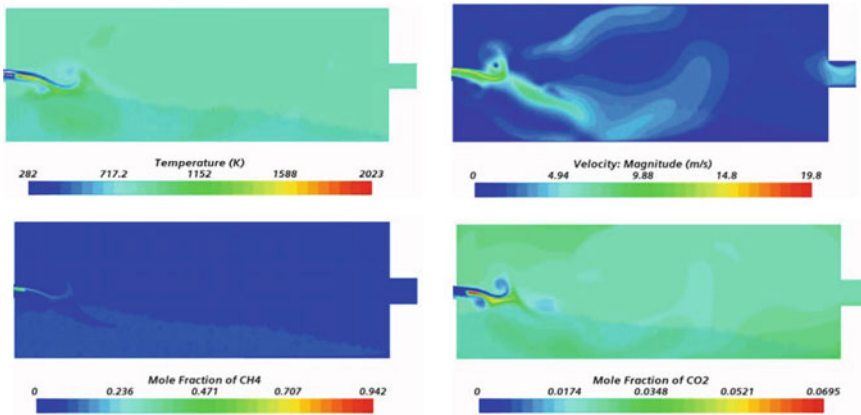 Temperature (K)
282 717.2 1152 1588 2023
Velocity: Magnitude (m/s)
0 4.94 9.88 14.8 19.8
Mole Fraction of CH4
0 0.236 0.471 0.707 0.942
Mole Fraction of CO2
0 0.0174 0.0348 0.0521 0.0695